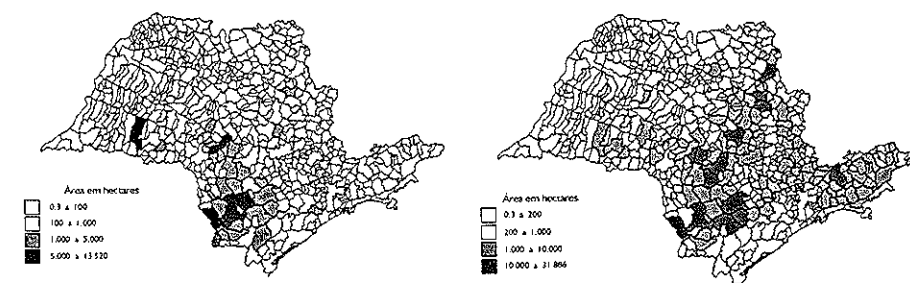 Área em hectares
0.3 a 100
100 a 1.000
1.000 a 5.000
5.000 a 13 520
Área em hectares
0.3 a 200
200 a 1.000
1.000 a 10.000
10.000 a 31 866